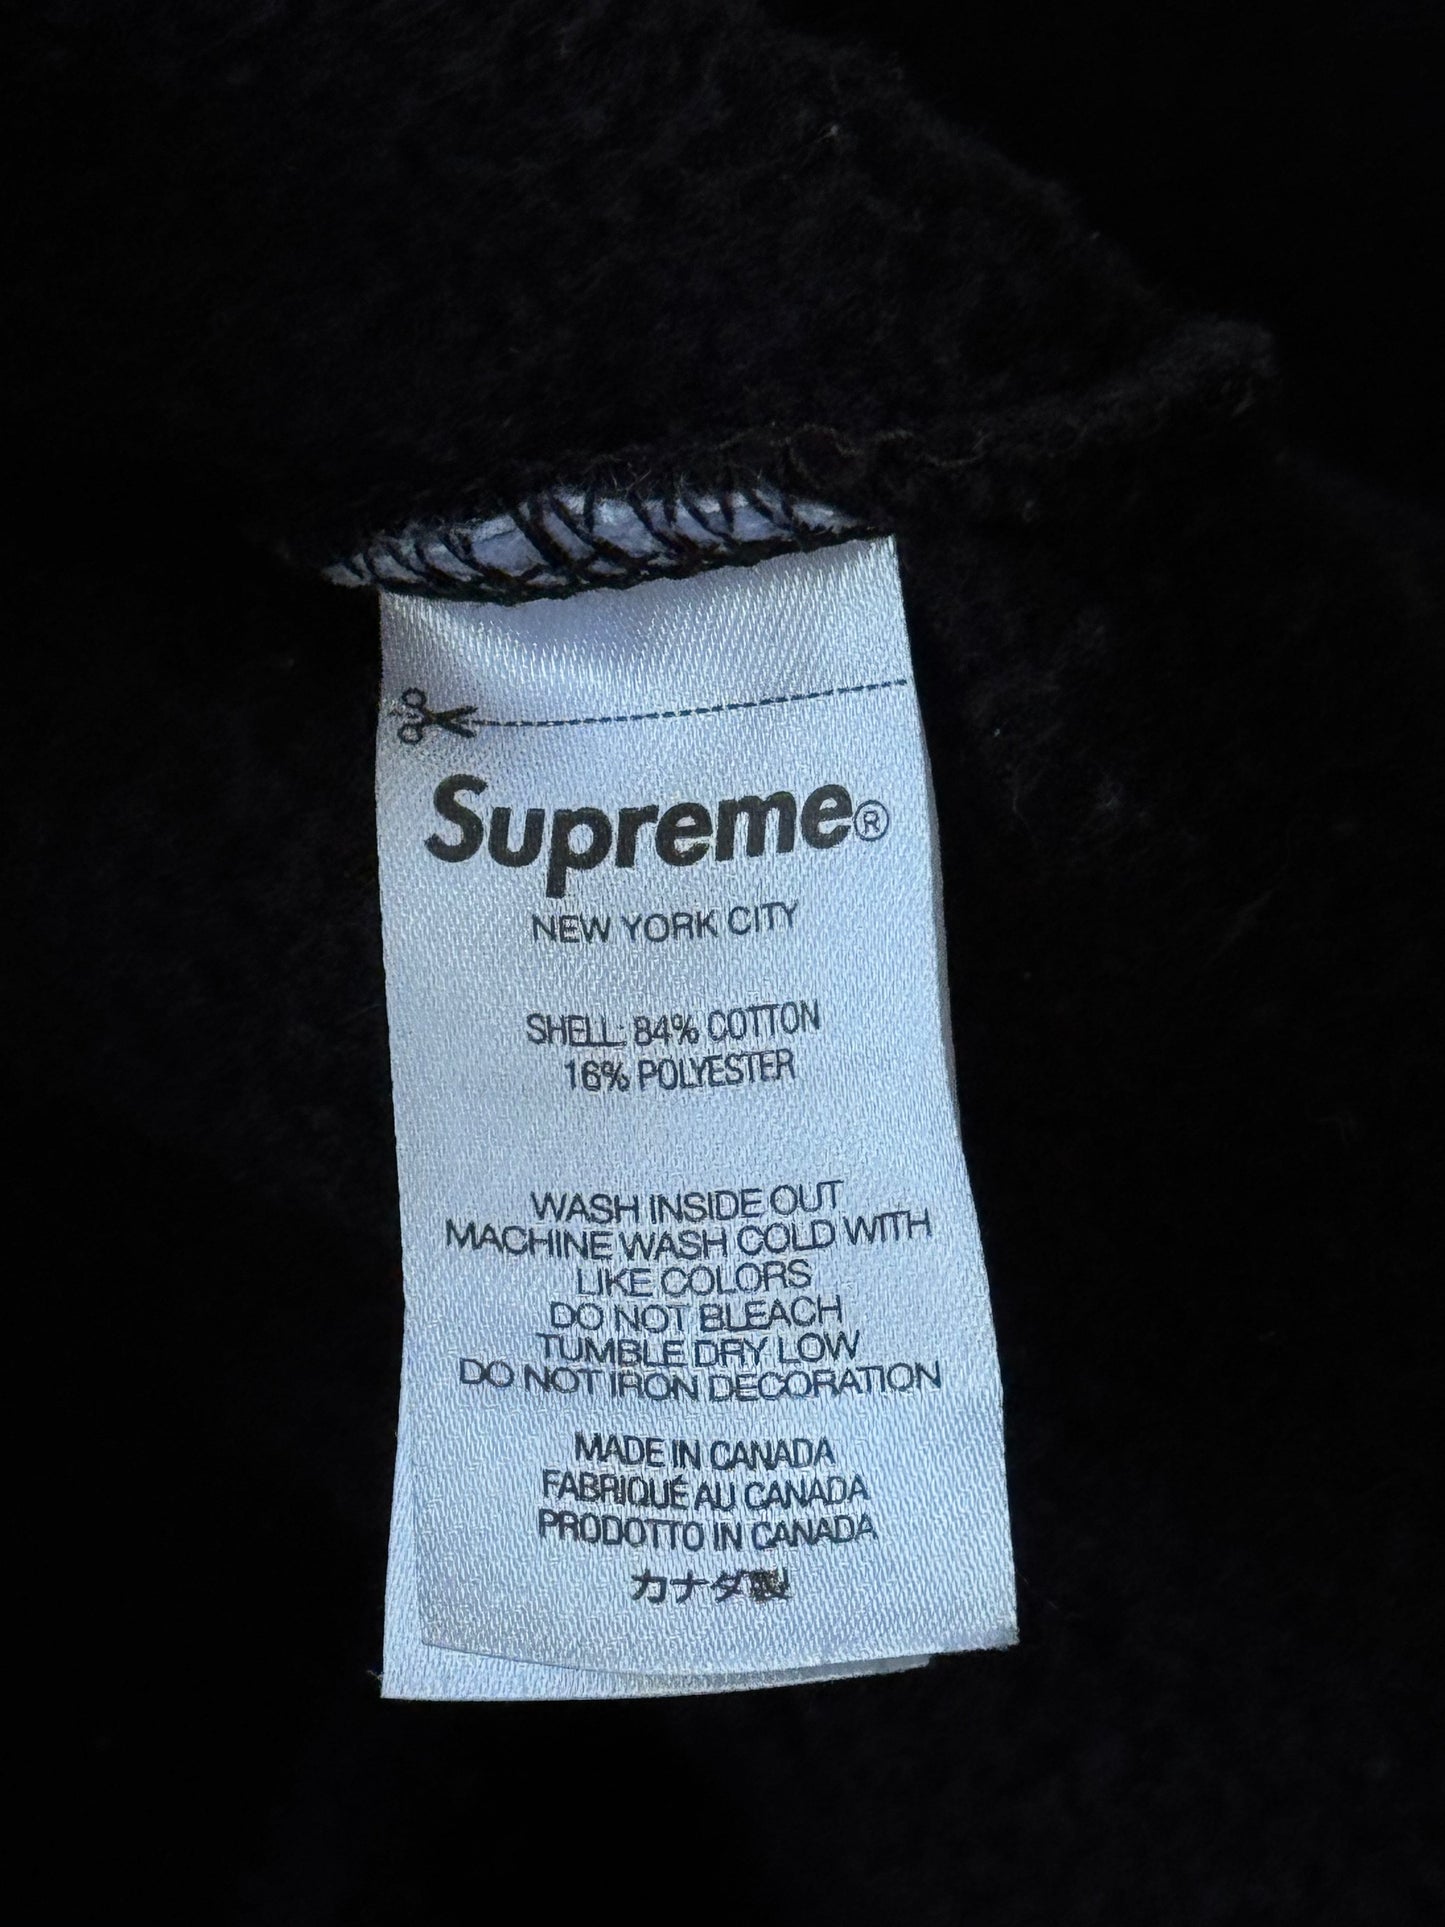 Supreme®
NEW YORK CITY
SHELL: 84% COTTON
16% POLYESTER
WASH INSIDE OUT
MACHINE WASH COLD WITH
LIKE COLORS
DO NOT BLEACH
TUMBLE DRY LOW
DO NOT IRON DECORATION
MADE IN CANADA
FABRIQUÉ AU CANADA
PRODOTTO IN CANADA
カナダ製